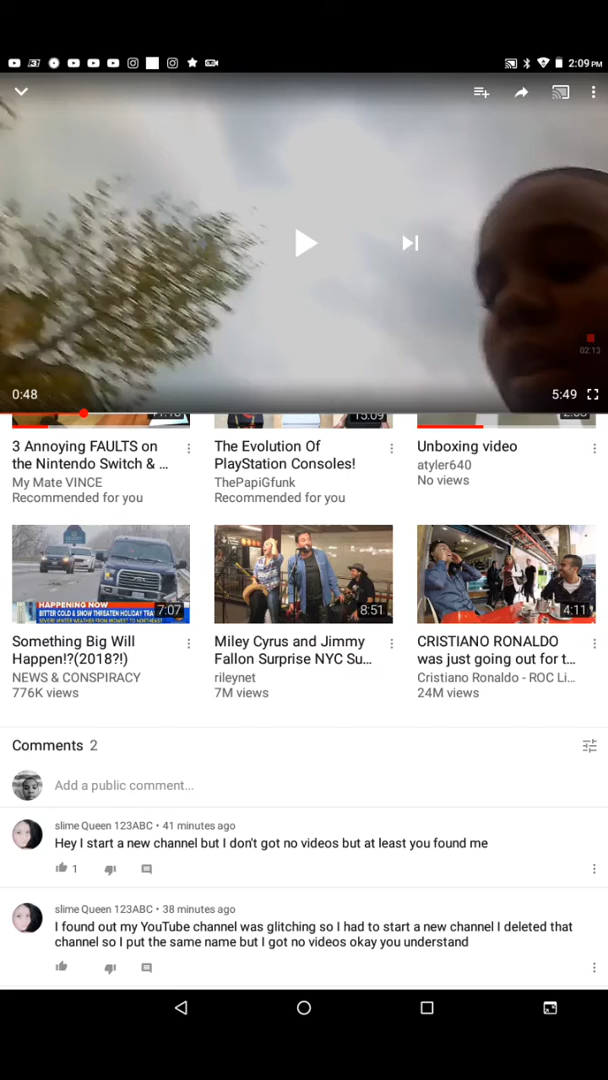 2:09 PM
0:48
5:49
02:13
15:09
3 Annoying FAULTS on
the Nintendo Switch & ...
My Mate VINCE
Recommended for you
The Evolution Of
PlayStation Consoles!
ThePapiGfunk
Recommended for you
Unboxing video
atyler640
No views
HAPPENING NOW
BITTER COLD & SNOW THREATEN HOLIDAY TRA
7:07
8:51
4:11
Something Big Will
Happen!?(2018?!)
NEWS & CONSPIRACY
776K views
Miley Cyrus and Jimmy
Fallon Surprise NYC Su...
rileynet
7M views
CRISTIANO RONALDO
was just going out for t...
Cristiano Ronaldo - ROC Li...
24M views
Comments 2
Add a public comment...
slime Queen 123ABC • 41 minutes ago
Hey I start a new channel but I don't got no videos but at least you found me
1
slime Queen 123ABC • 38 minutes ago
I found out my YouTube channel was glitching so I had to start a new channel I deleted that
channel so I put the same name but I got no videos okay you understand